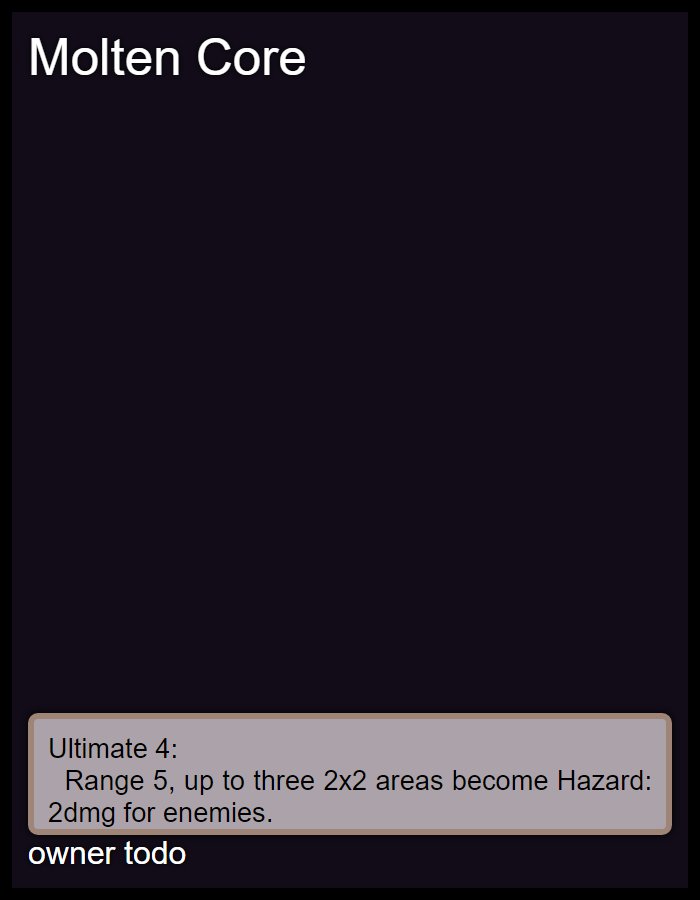 Molten Core
Ultimate 4:
Range 5, up to three 2x2 areas become Hazard:
2dmg for enemies.
owner todo